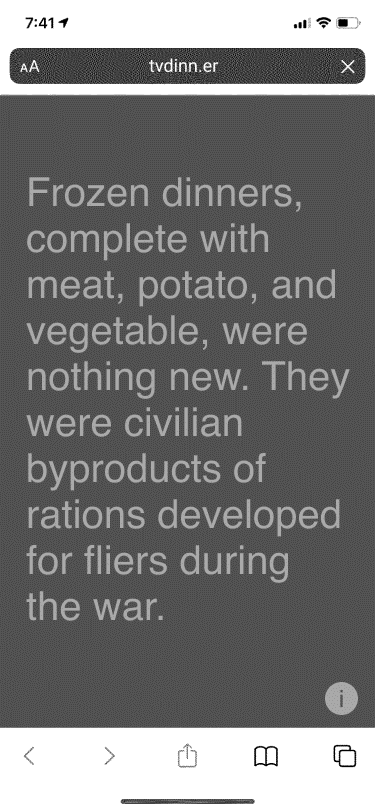 7:41
AA tvdinn.er
Frozen dinners,
complete with
meat, potato, and
vegetable, were
nothing new. They
were civilian
byproducts of
rations developed
for fliers during
the war.
i